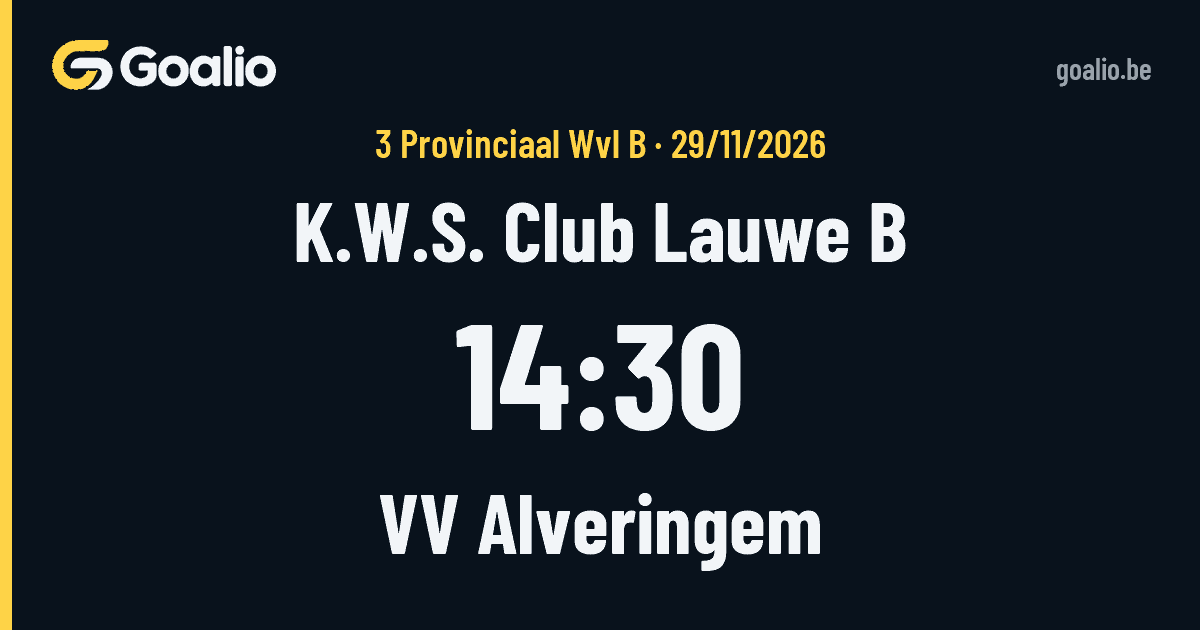 Goalio
goalio.be
3 Provinciaal Wvl B · 29/11/2026
K.W.S. Club Lauwe B
14:30
VV Alveringem